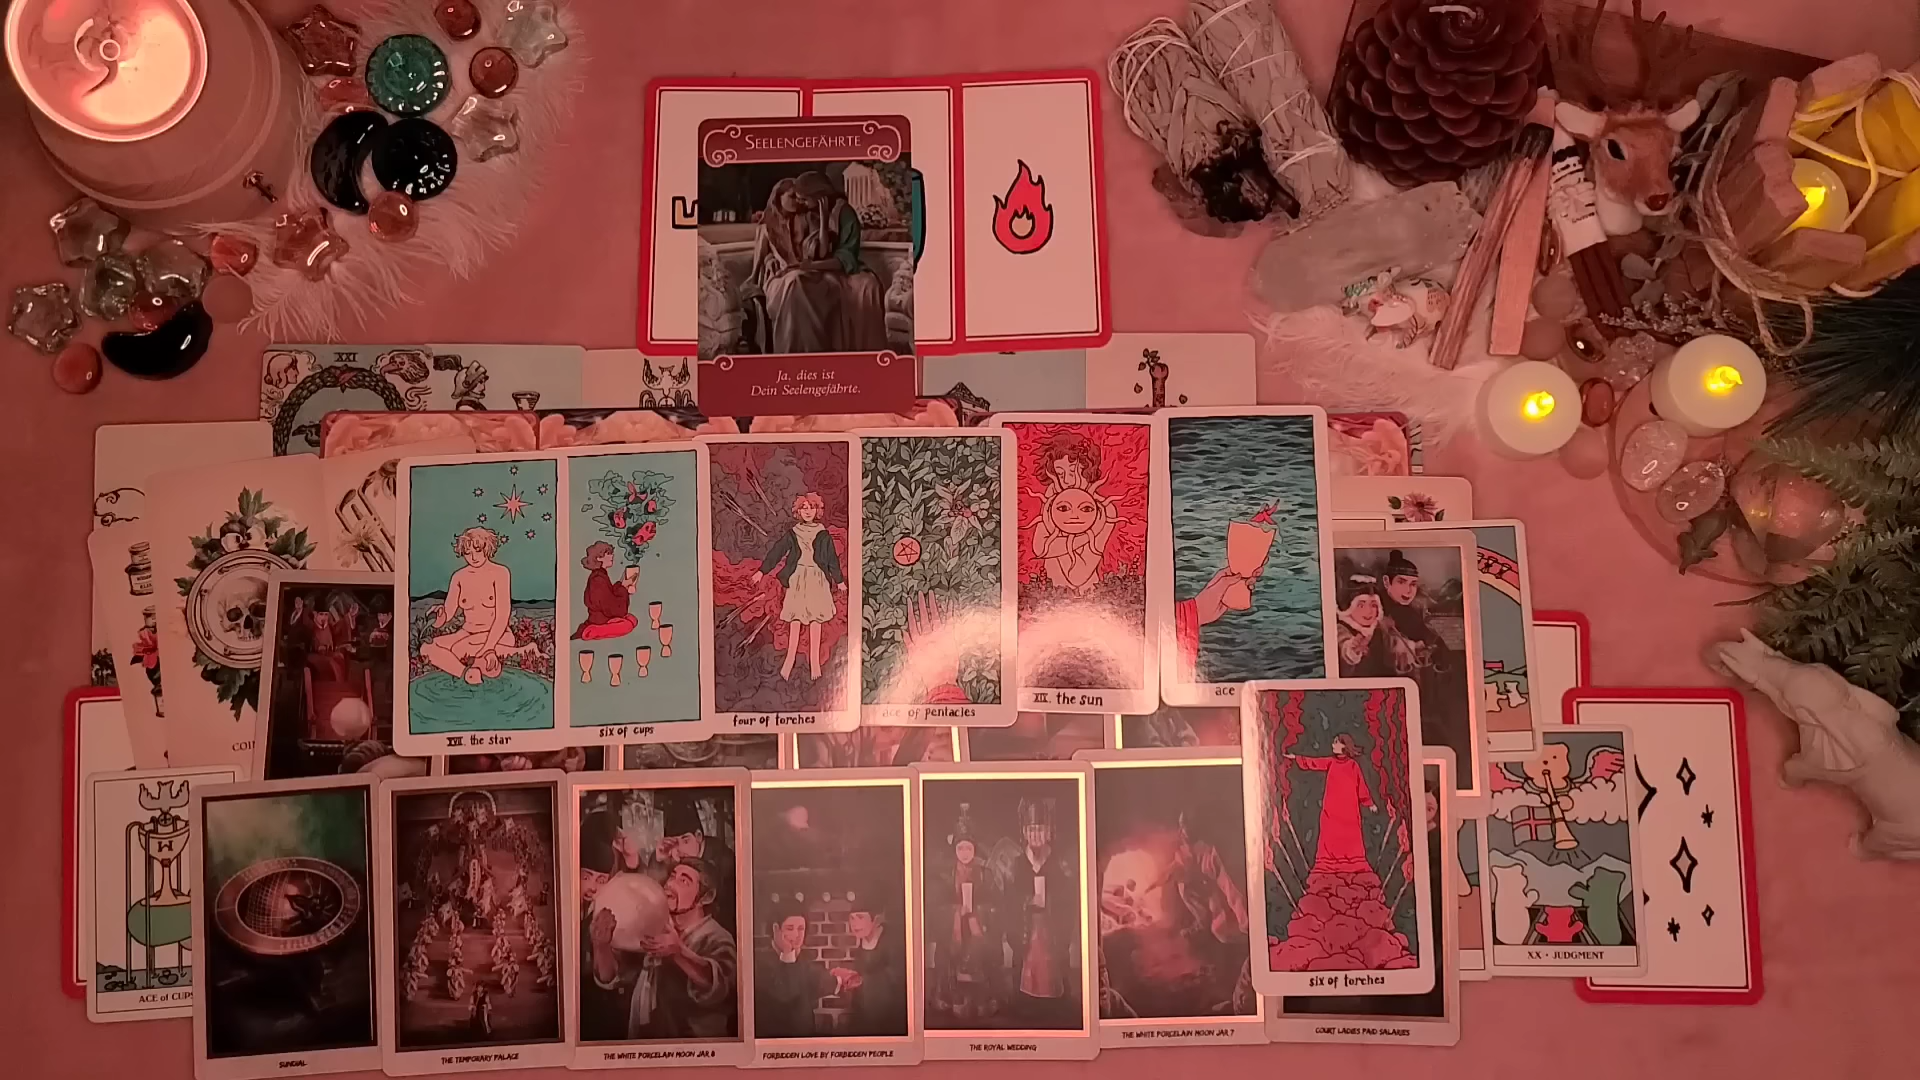 SEELENGEFÄHRTE
Ja, dies ist
Dein Seelengefährte.
XXI
XVII. the star
six of cups
four of torches
ace of pentacles
XIX. the sun
ace
COI
six of torches
ACE of CUPS
XX • JUDGMENT
SUNDIAL
THE TEMPORARY PALACE
THE WHITE PORCELAIN MOON JAR 8
FORBIDDEN LOVE BY FORBIDDEN PEOPLE
THE ROYAL WEDDING
THE WHITE PORCELAIN MOON JAR 7
COURT LADIES PAID SALARIES